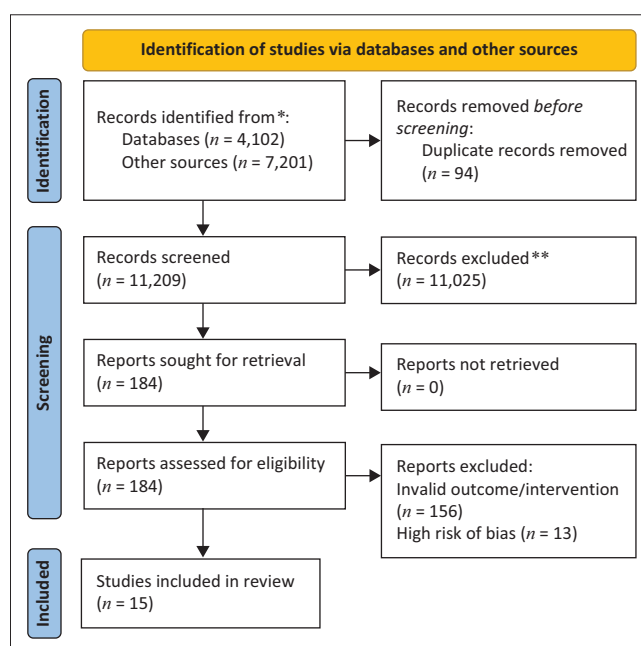 Identification of studies via databases and other sources
Identification
Records identified from*:
Databases (n = 4,102)
Other sources (n = 7,201)
Records removed before
screening:
Duplicate records removed
(n = 94)
Screening
Records screened
(n = 11,209)
Records excluded**
(n = 11,025)
Reports sought for retrieval
(n = 184)
Reports not retrieved
(n = 0)
Reports assessed for eligibility
(n = 184)
Reports excluded:
Invalid outcome/intervention
(n = 156)
High risk of bias (n = 13)
Included
Studies included in review
(n = 15)